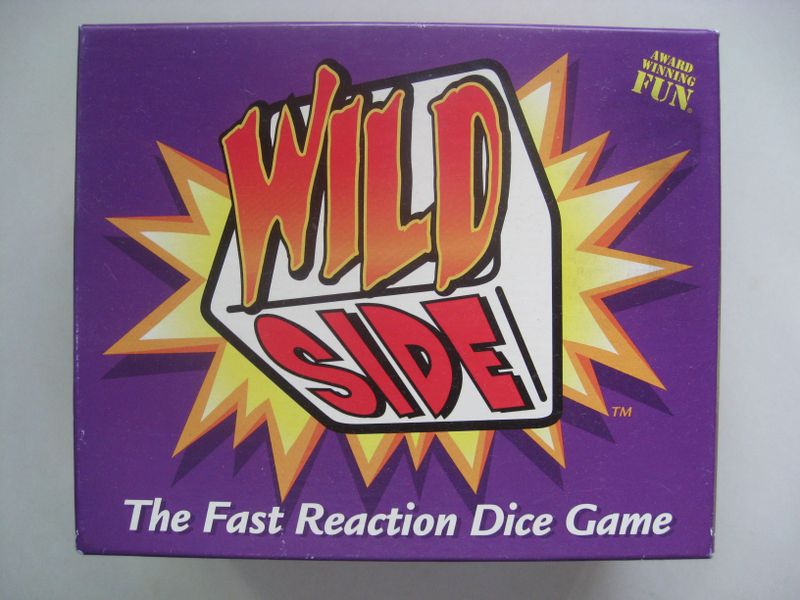 WILD
SIDE
AWARD
WINNING
FUN®
TM
The Fast Reaction Dice Game